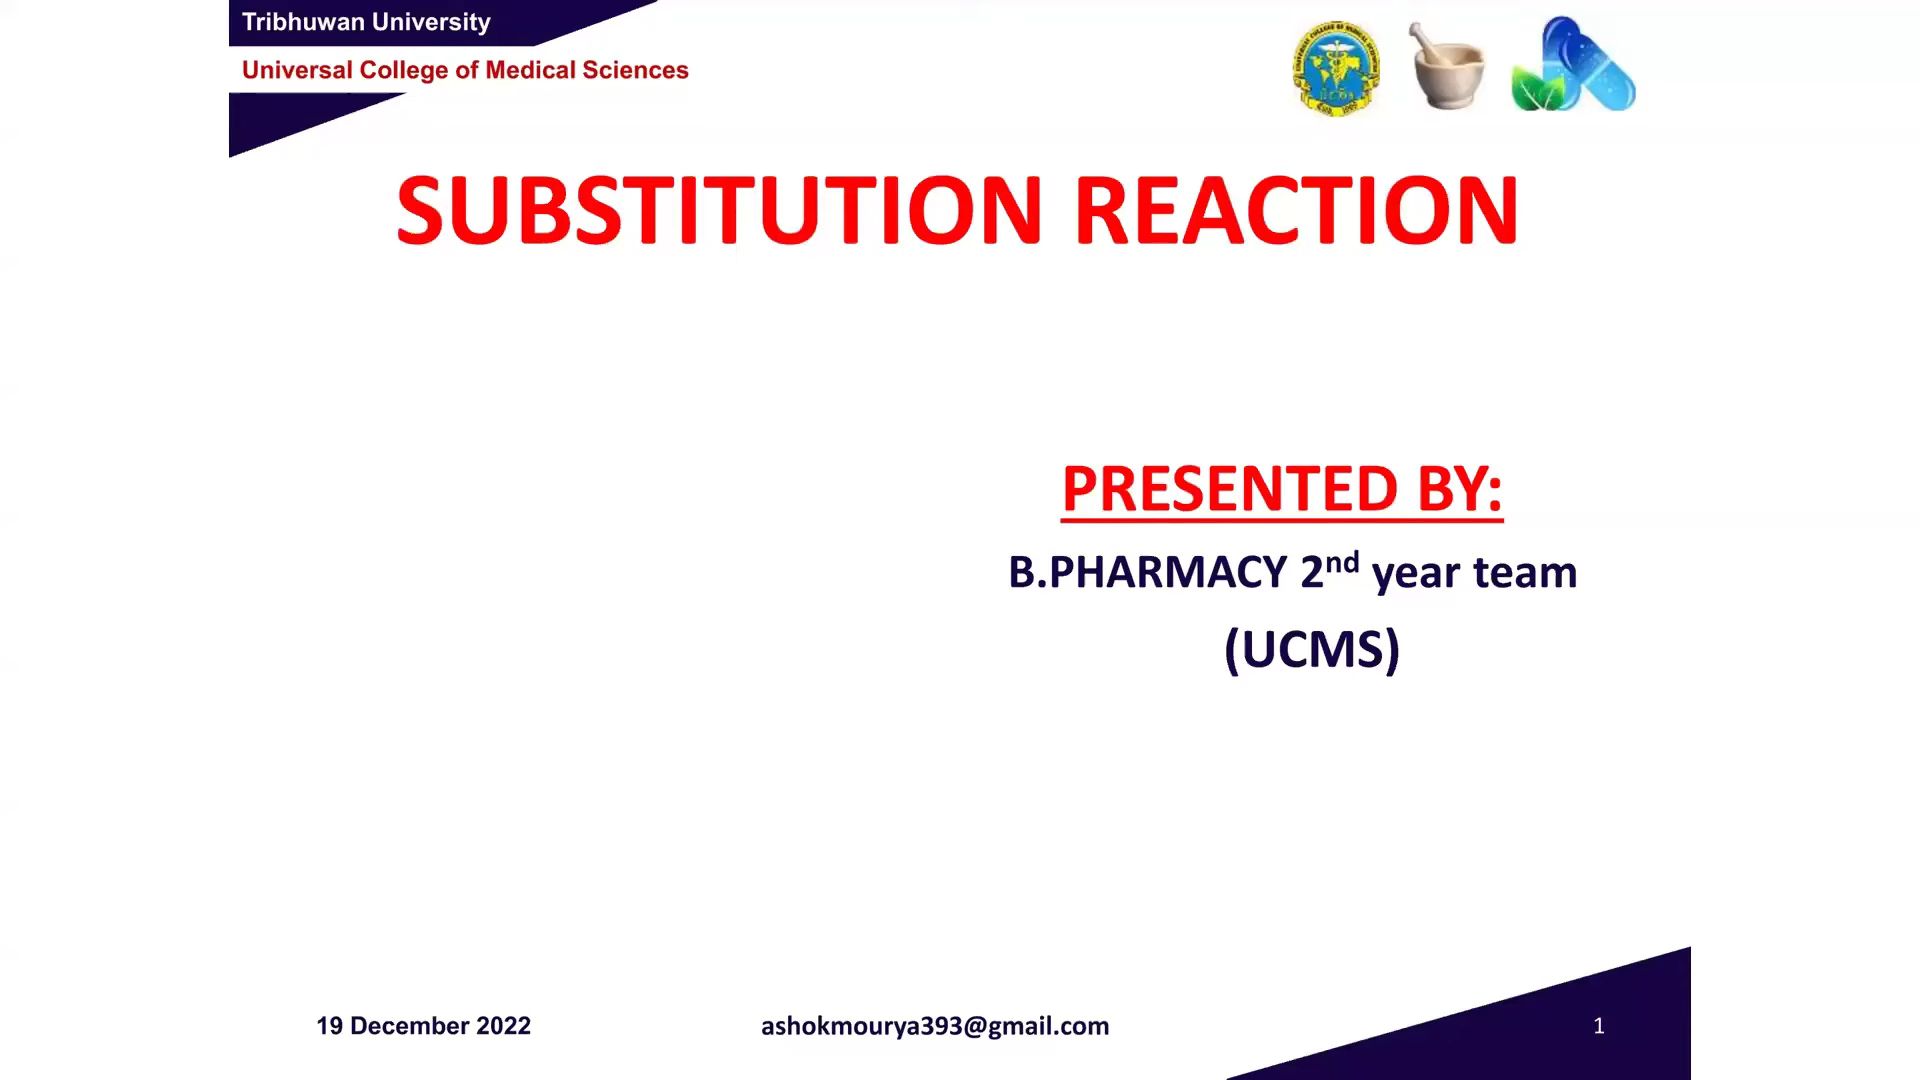 Tribhuwan University
Universal College of Medical Sciences
SUBSTITUTION REACTION
PRESENTED BY:
B.PHARMACY 2nd year team
(UCMS)
19 December 2022
ashokmourya393@gmail.com
1